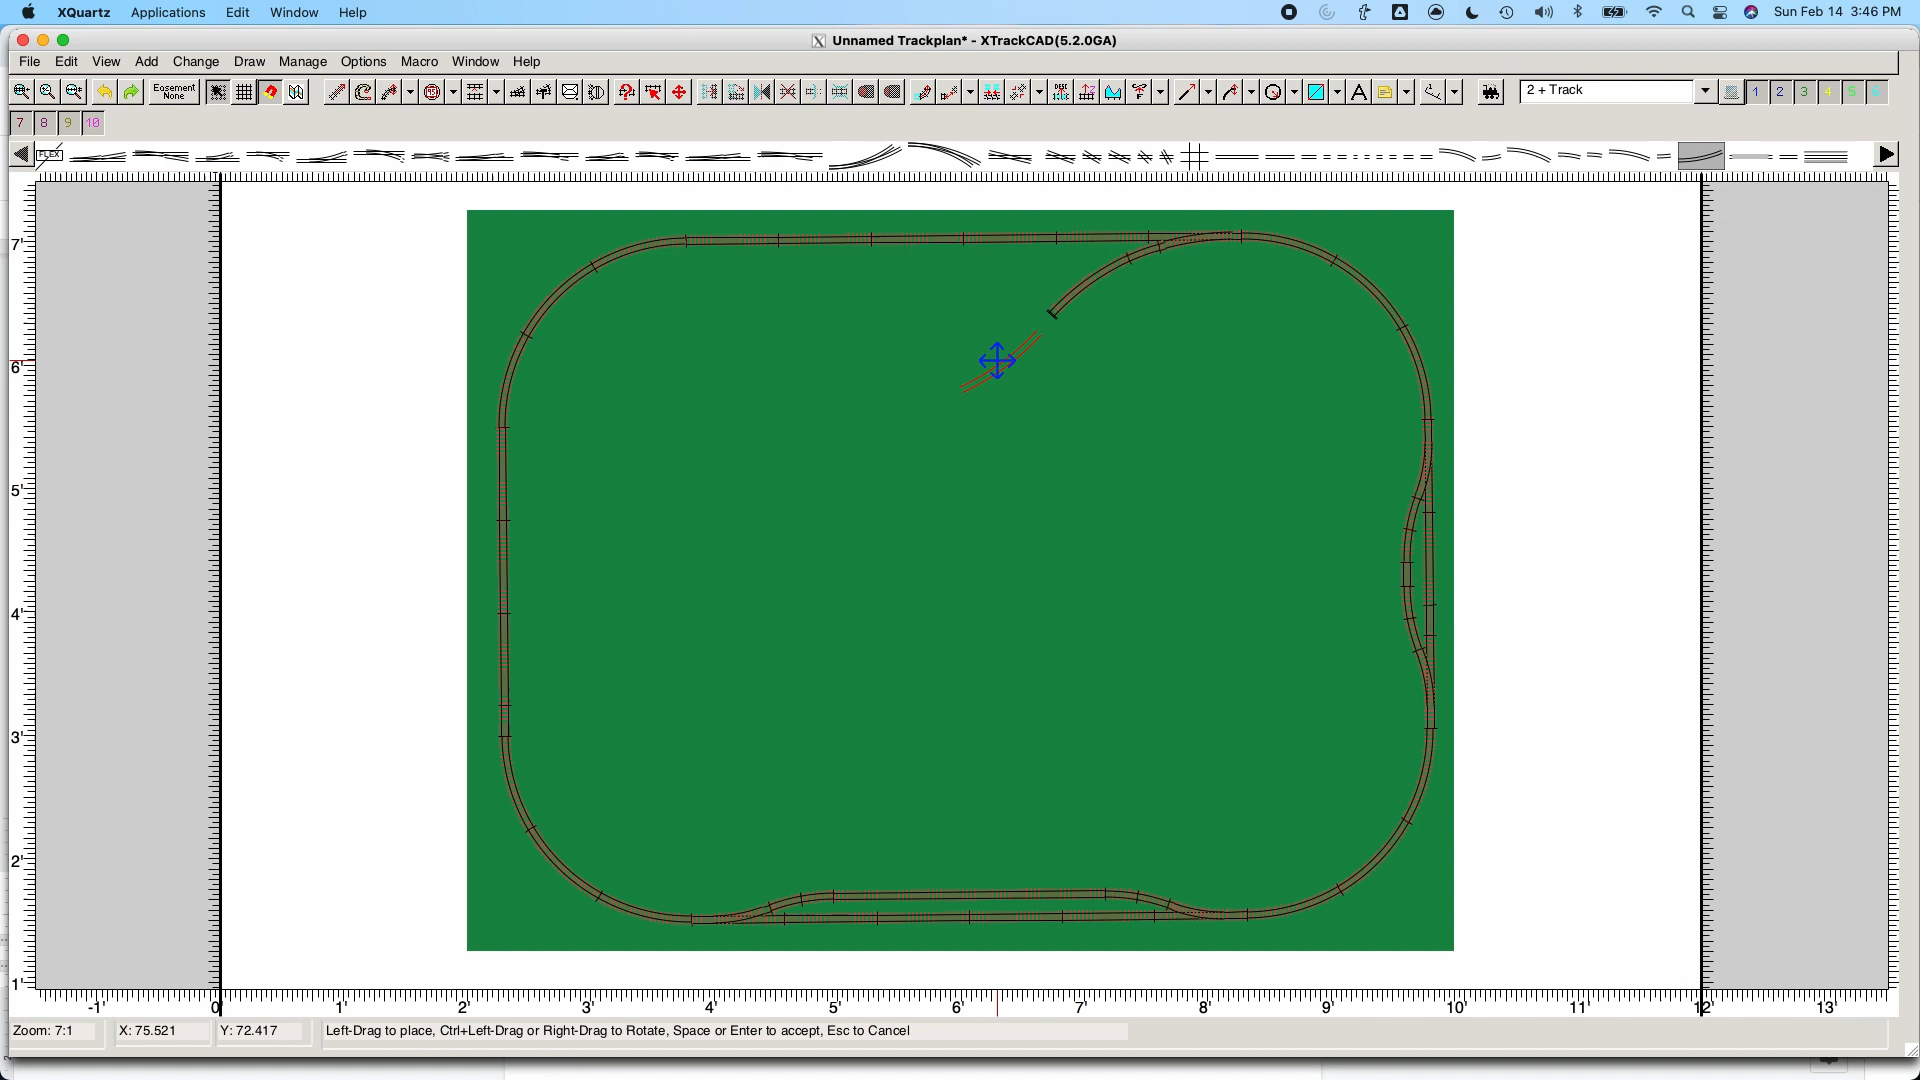 XQuartz Applications Edit Window Help Sun Feb 14 3:46 PM
Unnamed Trackplan* - XTrackCAD(5.2.0GA)
File Edit View Add Change Draw Manage Options Macro Window Help
Easement None 2 + Track 1 2 3 4 5 6
7 8 9 10
FLEX
7'
6'
5'
4'
3'
2'
1'
-1' 0' 1' 2' 3' 4' 5' 6' 7' 8' 9' 10' 11' 12' 13'
Zoom: 7:1 X: 75.521 Y: 72.417 Left-Drag to place, Ctrl+Left-Drag or Right-Drag to Rotate, Space or Enter to accept, Esc to Cancel